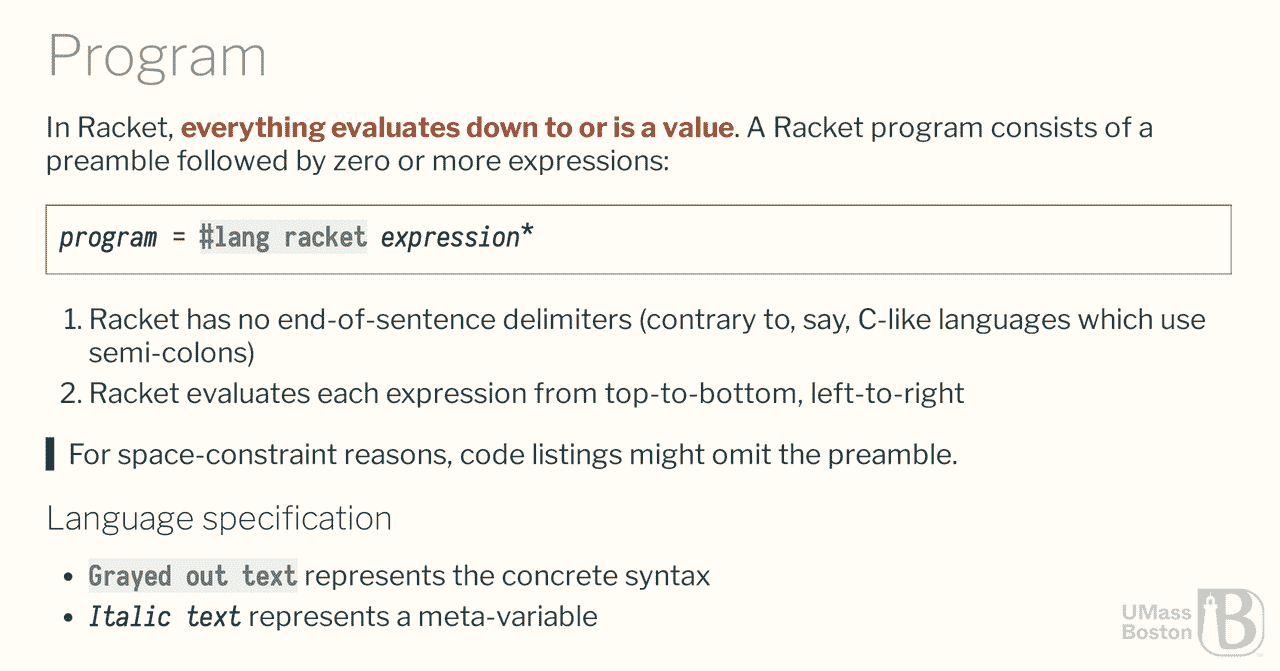 Program
In Racket, everything evaluates down to or is a value. A Racket program consists of a
preamble followed by zero or more expressions:
program = #lang racket expression*
1. Racket has no end-of-sentence delimiters (contrary to, say, C-like languages which use
semi-colons)
2. Racket evaluates each expression from top-to-bottom, left-to-right
For space-constraint reasons, code listings might omit the preamble.
Language specification
• Grayed out text represents the concrete syntax
• Italic text represents a meta-variable
UMass
Boston
B